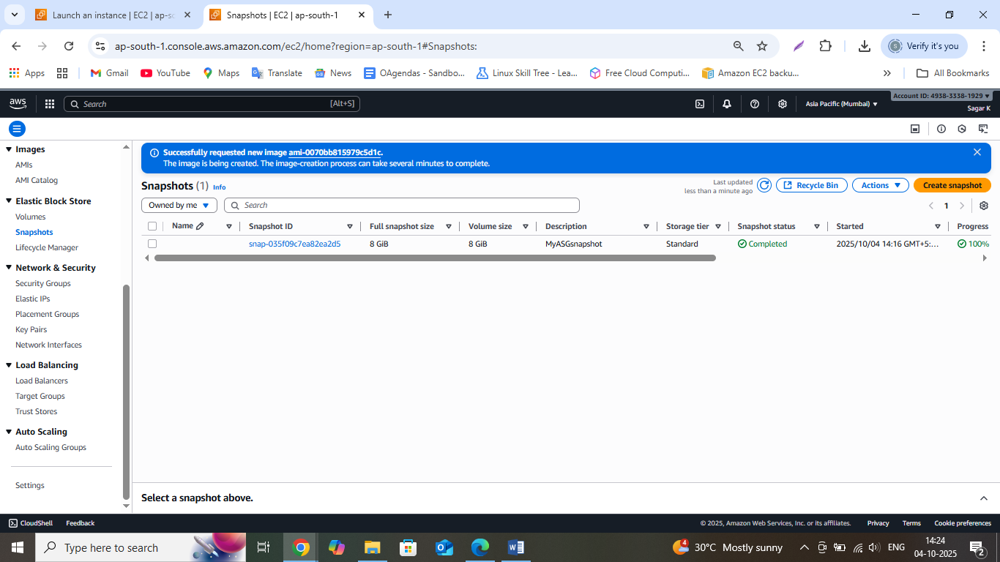 Launch an instance | EC2 | ap-sc
Snapshots | EC2 | ap-south-1
ap-south-1.console.aws.amazon.com/ec2/home?region=ap-south-1#Snapshots:
Verify it's you
Apps
Gmail
YouTube
Maps
Translate
News
OAgendas - Sandbo...
Linux Skill Tree - Lea...
Free Cloud Computi...
Amazon EC2 backu...
All Bookmarks
aws
Search
[Alt+S]
Asia Pacific (Mumbai)
Account ID: 4938-3338-1929
Sagar K
Images
AMIs
AMI Catalog
Elastic Block Store
Volumes
Snapshots
Lifecycle Manager
Network & Security
Security Groups
Elastic IPs
Placement Groups
Key Pairs
Network Interfaces
Load Balancing
Load Balancers
Target Groups
Trust Stores
Auto Scaling
Auto Scaling Groups
Settings
Successfully requested new image ami-0070bb815979c5d1c.
The image is being created. The image-creation process can take several minutes to complete.
Snapshots (1) Info
Last updated
less than a minute ago
Recycle Bin
Actions
Create snapshot
Owned by me
Search
1
Name Snapshot ID Full snapshot size Volume size Description Storage tier Snapshot status Started Progress
snap-035f09c7ea82ea2d5 8 GiB 8 GiB MyASGsnapshot Standard Completed 2025/10/04 14:16 GMT+5:... 100%
Select a snapshot above.
CloudShell Feedback © 2025, Amazon Web Services, Inc. or its affiliates. Privacy Terms Cookie preferences
Type here to search
30°C Mostly sunny
ENG
14:24
04-10-2025
2